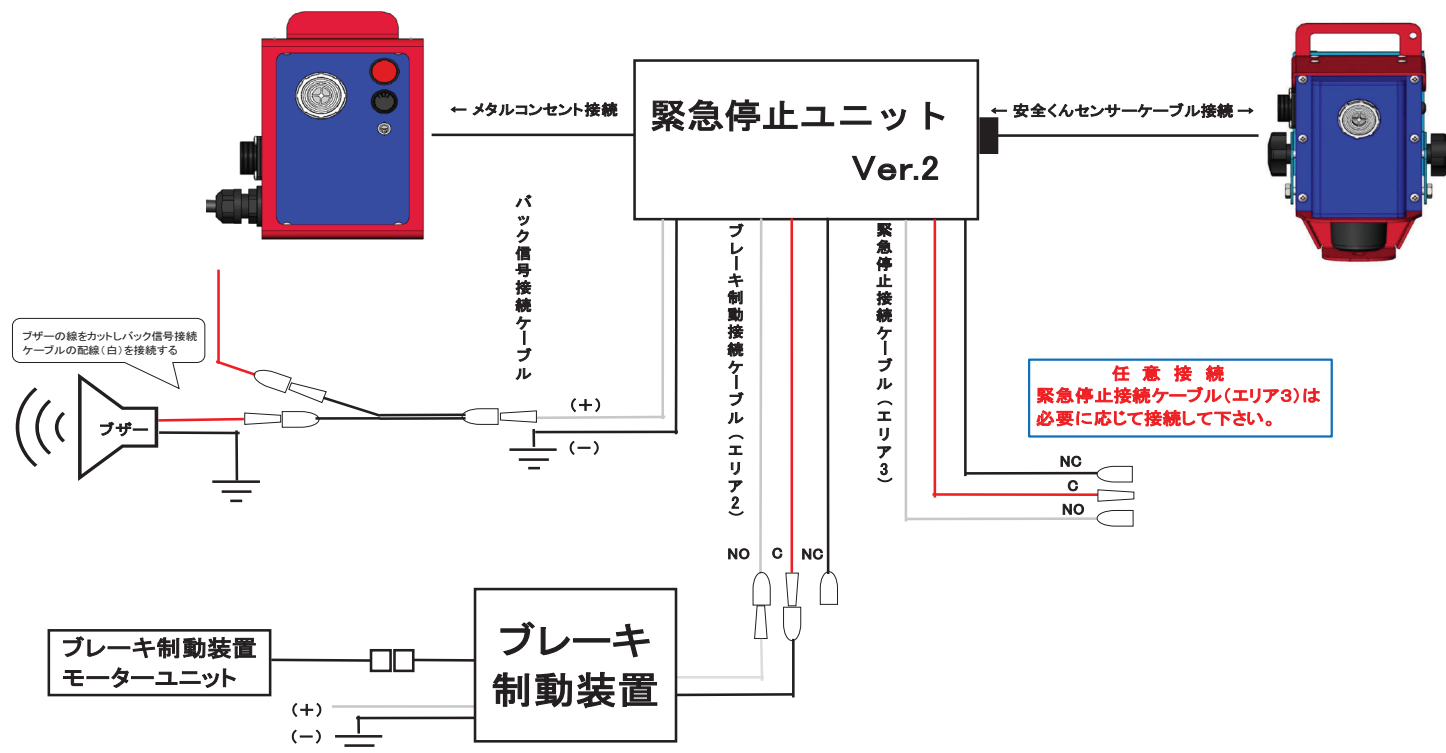 ← メタルコンセント接続
緊急停止ユニット
Ver.2
← 安全くんセンサーケーブル接続 →
バック信号接続ケーブル
ブレーキ制動接続ケーブル(エリア2)
緊急停止接続ケーブル(エリア3)
ブザーの線をカットしバック信号接続
ケーブルの配線(白)を接続する
ブザー
(+)
(−)
任 意 接 続
緊急停止接続ケーブル(エリア3)は
必要に応じて接続して下さい。
NC
C
NO
NO
C
NC
ブレーキ
制動装置
ブレーキ制動装置
モーターユニット
(+)
(−)